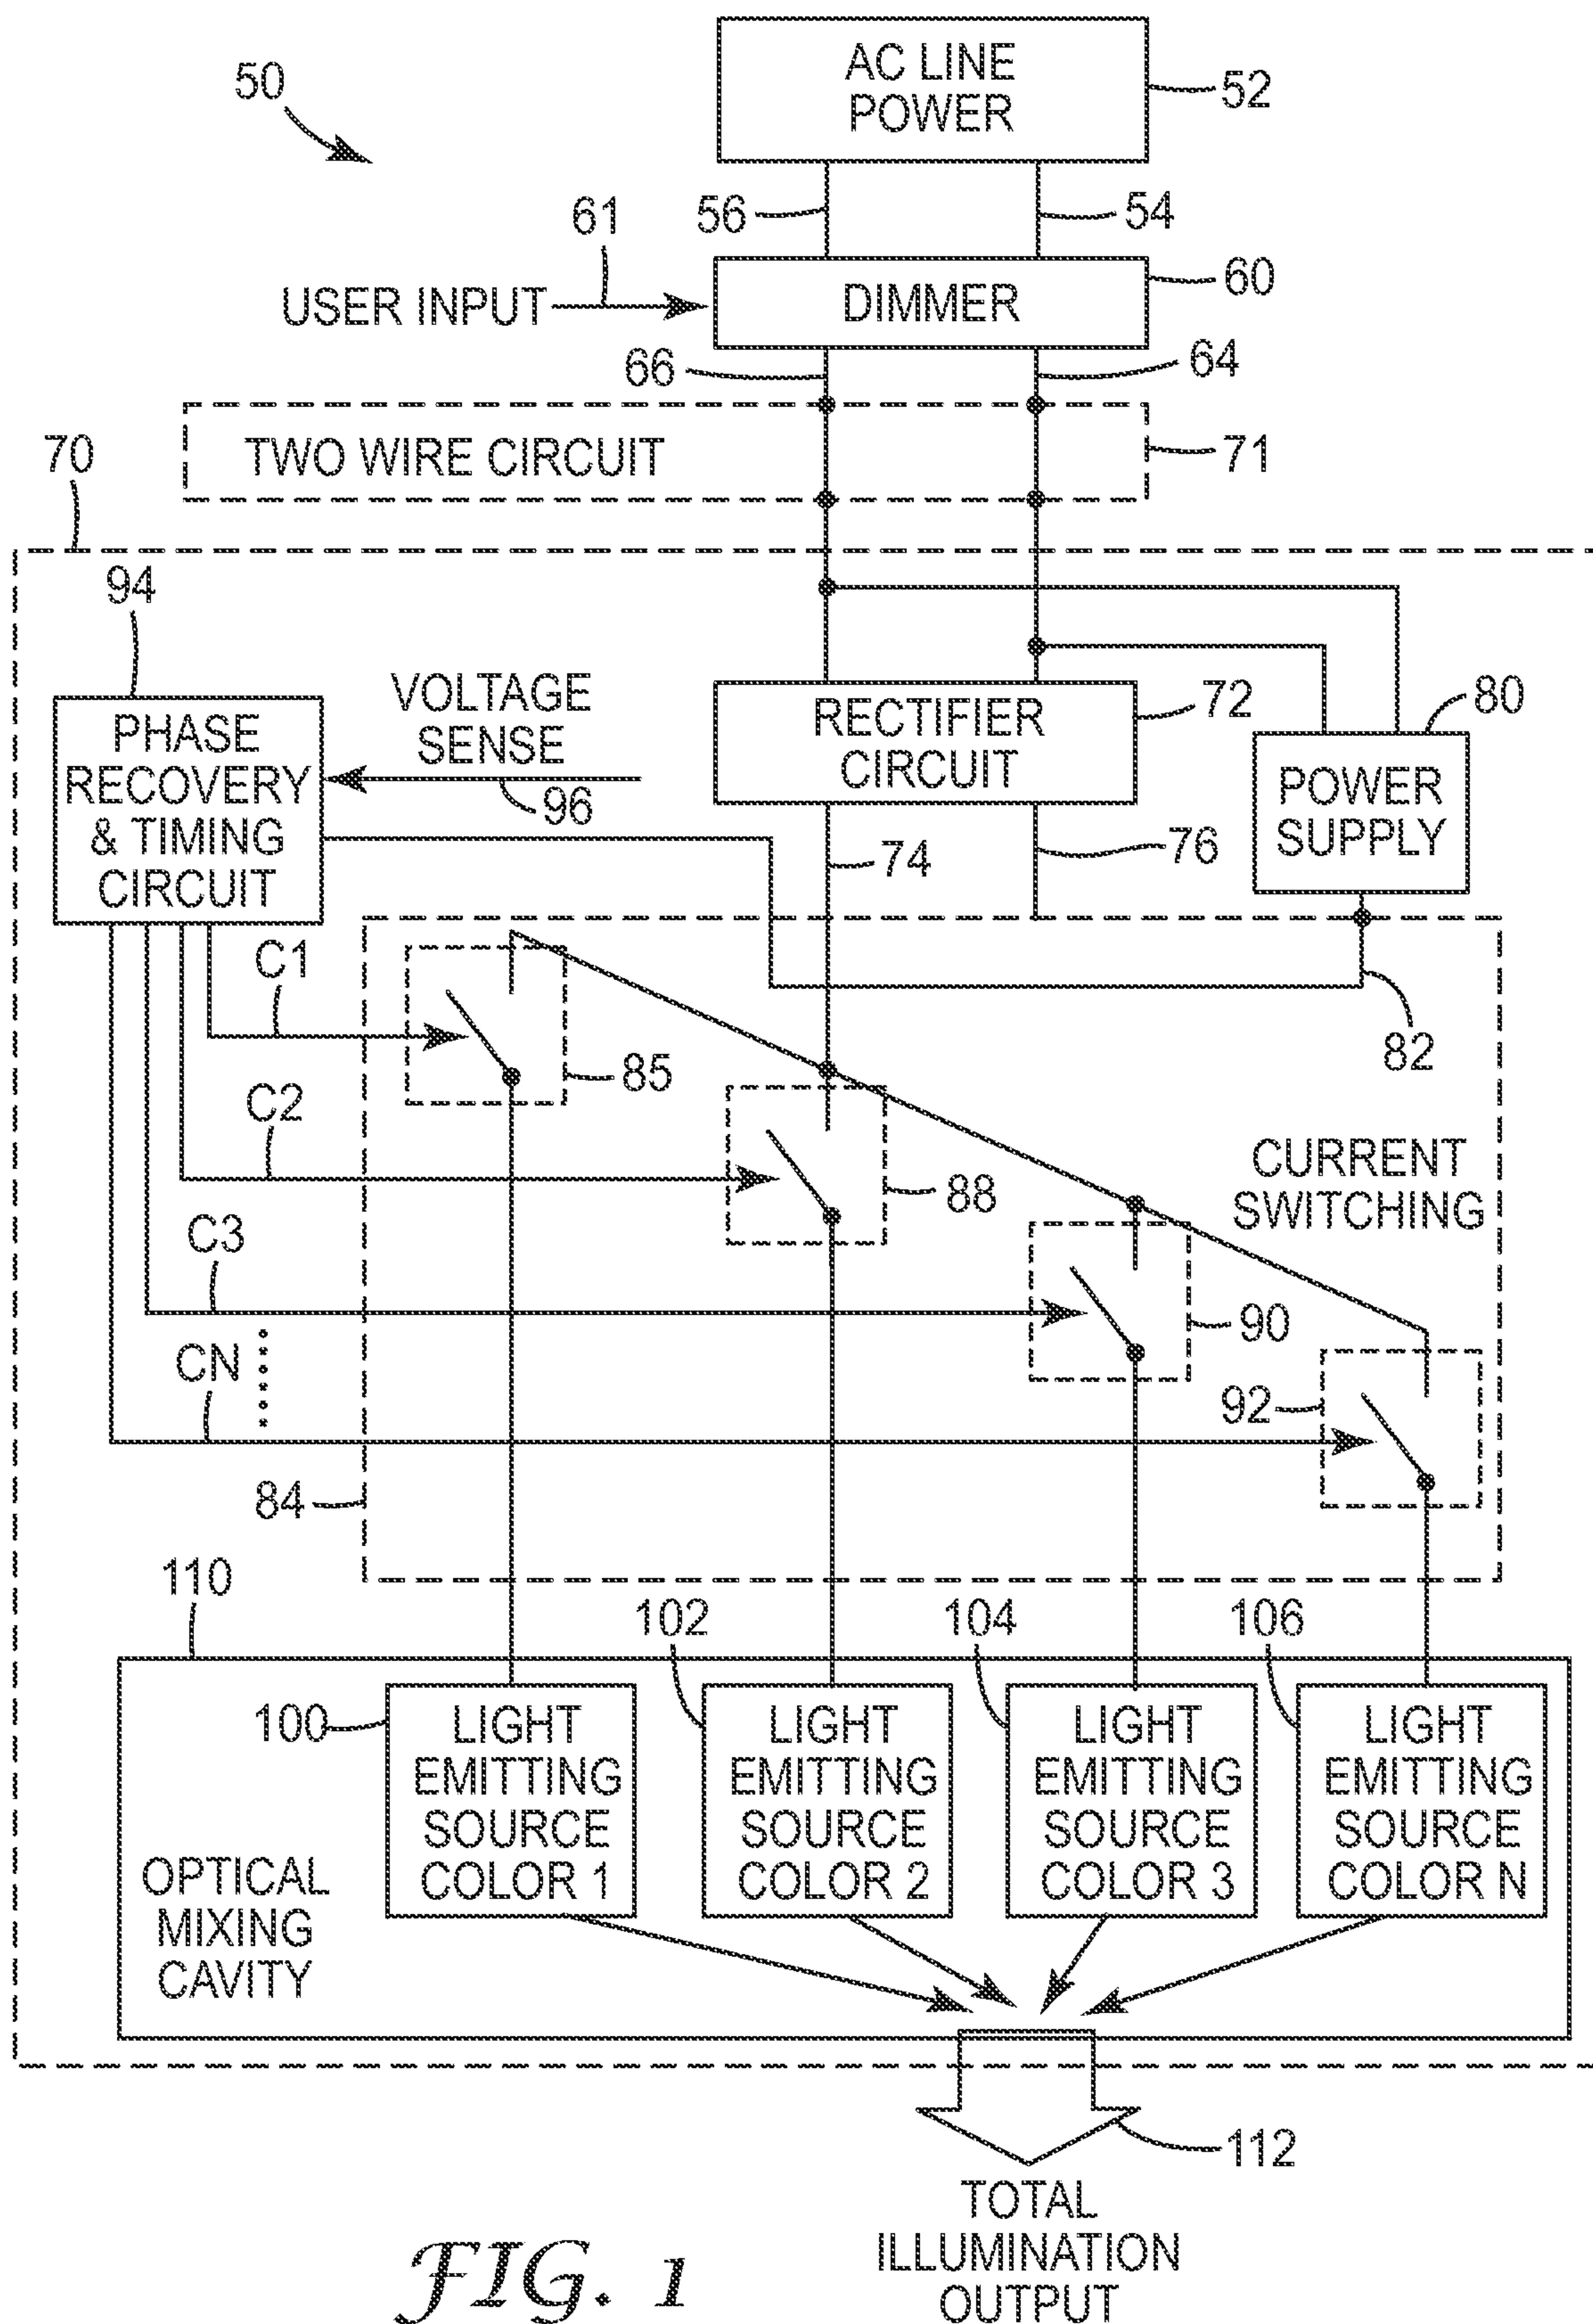 AC LINE
POWER
52
50
56
54
61
60
USER INPUT
DIMMER
66
64
70
TWO WIRE CIRCUIT
71
94
VOLTAGE
SENSE
96
PHASE
RECOVERY
& TIMING
CIRCUIT
RECTIFIER
CIRCUIT
72
80
POWER
SUPPLY
74
76
C1
82
85
C2
88
CURRENT
SWITCHING
C3
90
CN
92
84
110
102
104
106
100
LIGHT
EMITTING
SOURCE
COLOR 1
LIGHT
EMITTING
SOURCE
COLOR 2
LIGHT
EMITTING
SOURCE
COLOR 3
LIGHT
EMITTING
SOURCE
COLOR N
OPTICAL
MIXING
CAVITY
112
TOTAL
ILLUMINATION
OUTPUT
FIG. 1